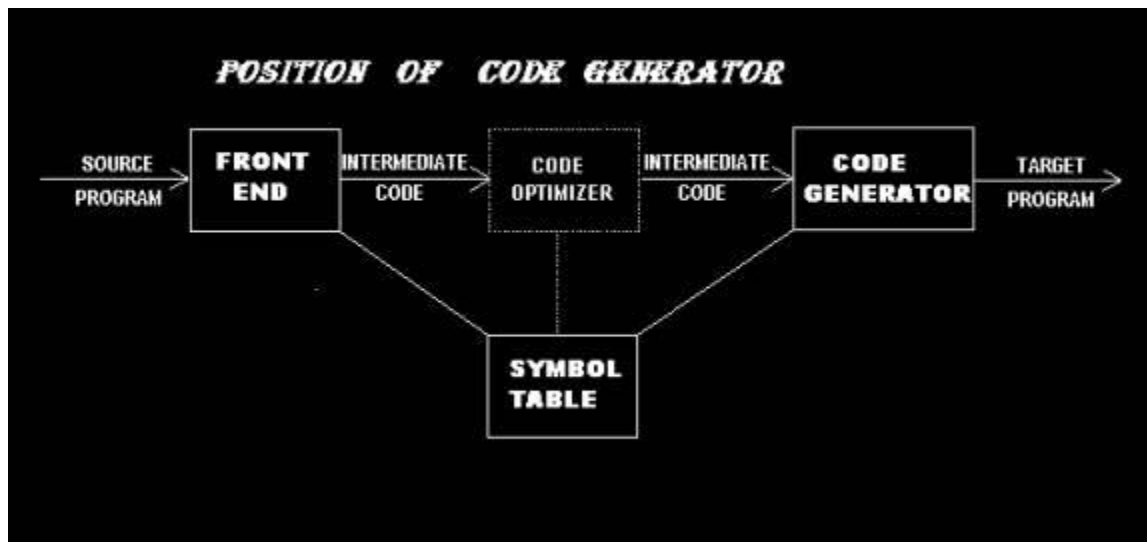 POSITION OF CODE GENERATOR
SOURCE
PROGRAM
FRONT
END
INTERMEDIATE
CODE
CODE
OPTIMIZER
INTERMEDIATE
CODE
CODE
GENERATOR
TARGET
PROGRAM
SYMBOL
TABLE